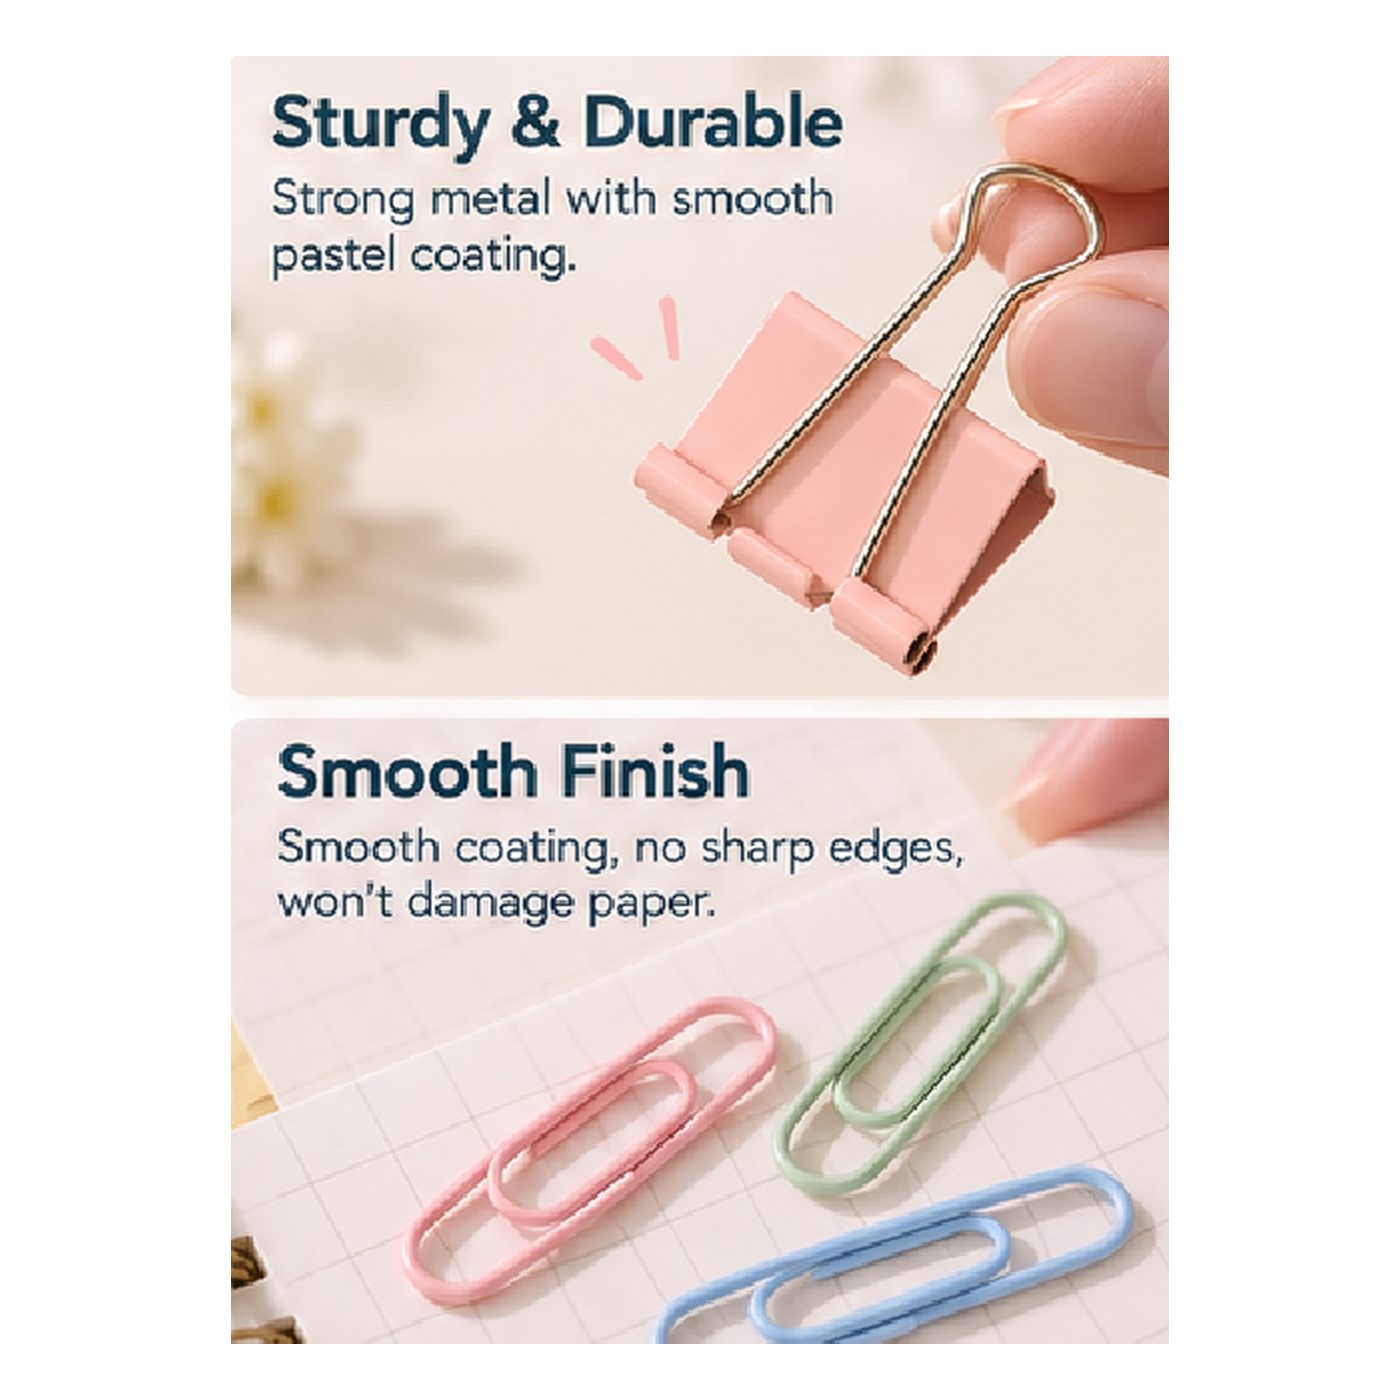 Sturdy & Durable
Strong metal with smooth
pastel coating.
Smooth Finish
Smooth coating, no sharp edges,
won't damage paper.